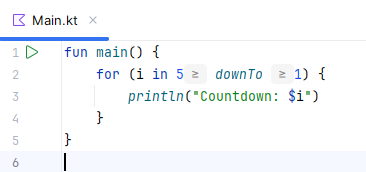 Main.kt
1 fun main() {
2 for (i in 5 ≥ downTo ≥ 1) {
3 println("Countdown: $i")
4 }
5 }
6